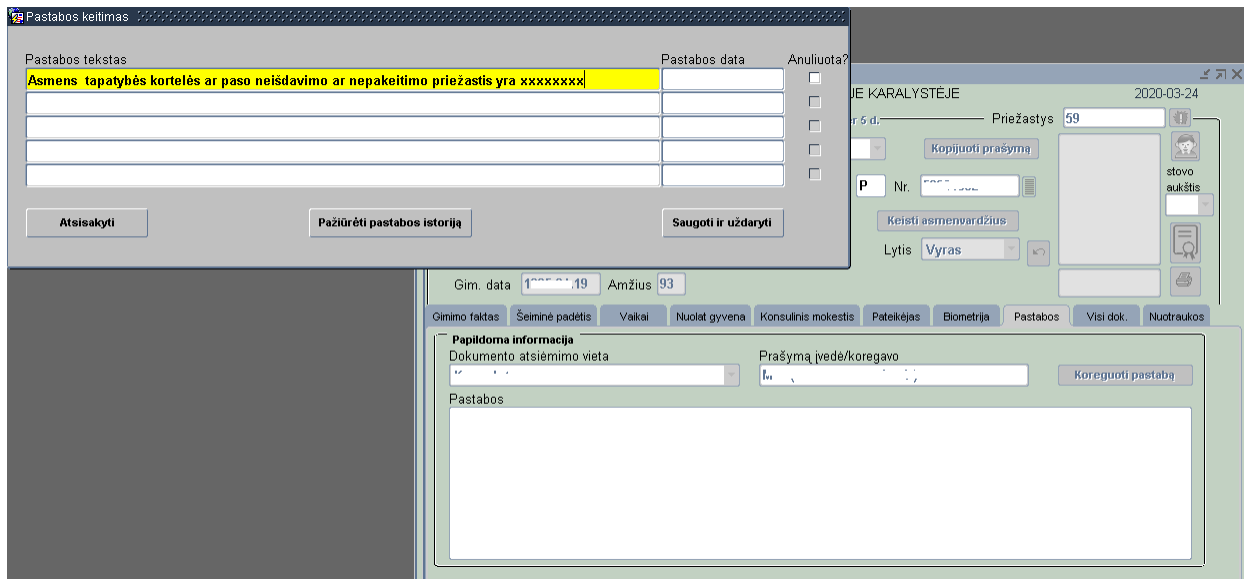 Pastabos keitimas
Pastabos tekstas Pastabos data Anuliuota?
Asmens tapatybės kortelės ar paso neišdavimo ar nepakeitimo priežastis yra xxxxxxxx
Atsisakyti Pažiūrėti pastabos istoriją Saugoti ir uždaryti
JE KARALYSTĖJE 2020-03-24
er 5 d. Priežastys 59
Kopijuoti prašymą
stovo
aukštis
P Nr.
Keisti asmenvardžius
Lytis Vyras
Gim. data .19 Amžius 93
Gimimo faktas Šeiminė padėtis Vaikai Nuolat gyvena Konsulinis mokestis Pateikėjas Biometrija Pastabos Visi dok. Nuotraukos
Papildoma informacija
Dokumento atsiėmimo vieta Prašymą įvedė/koregavo
Koreguoti pastabą
Pastabos